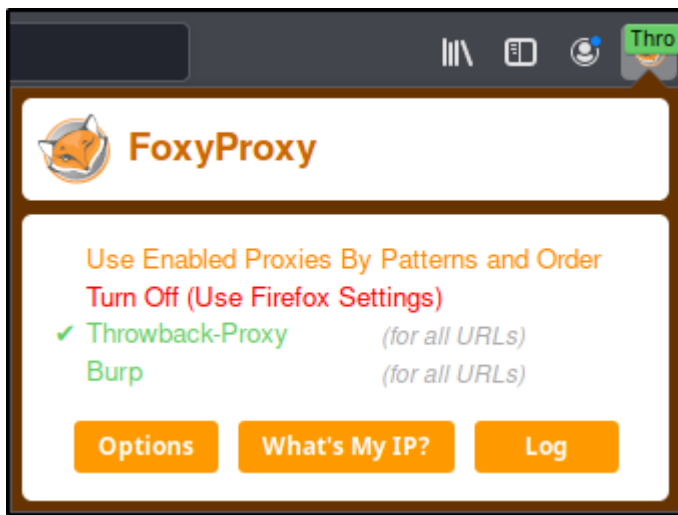 Thro
FoxyProxy
Use Enabled Proxies By Patterns and Order
Turn Off (Use Firefox Settings)
✔ Throwback-Proxy (for all URLs)
Burp (for all URLs)
Options What's My IP? Log